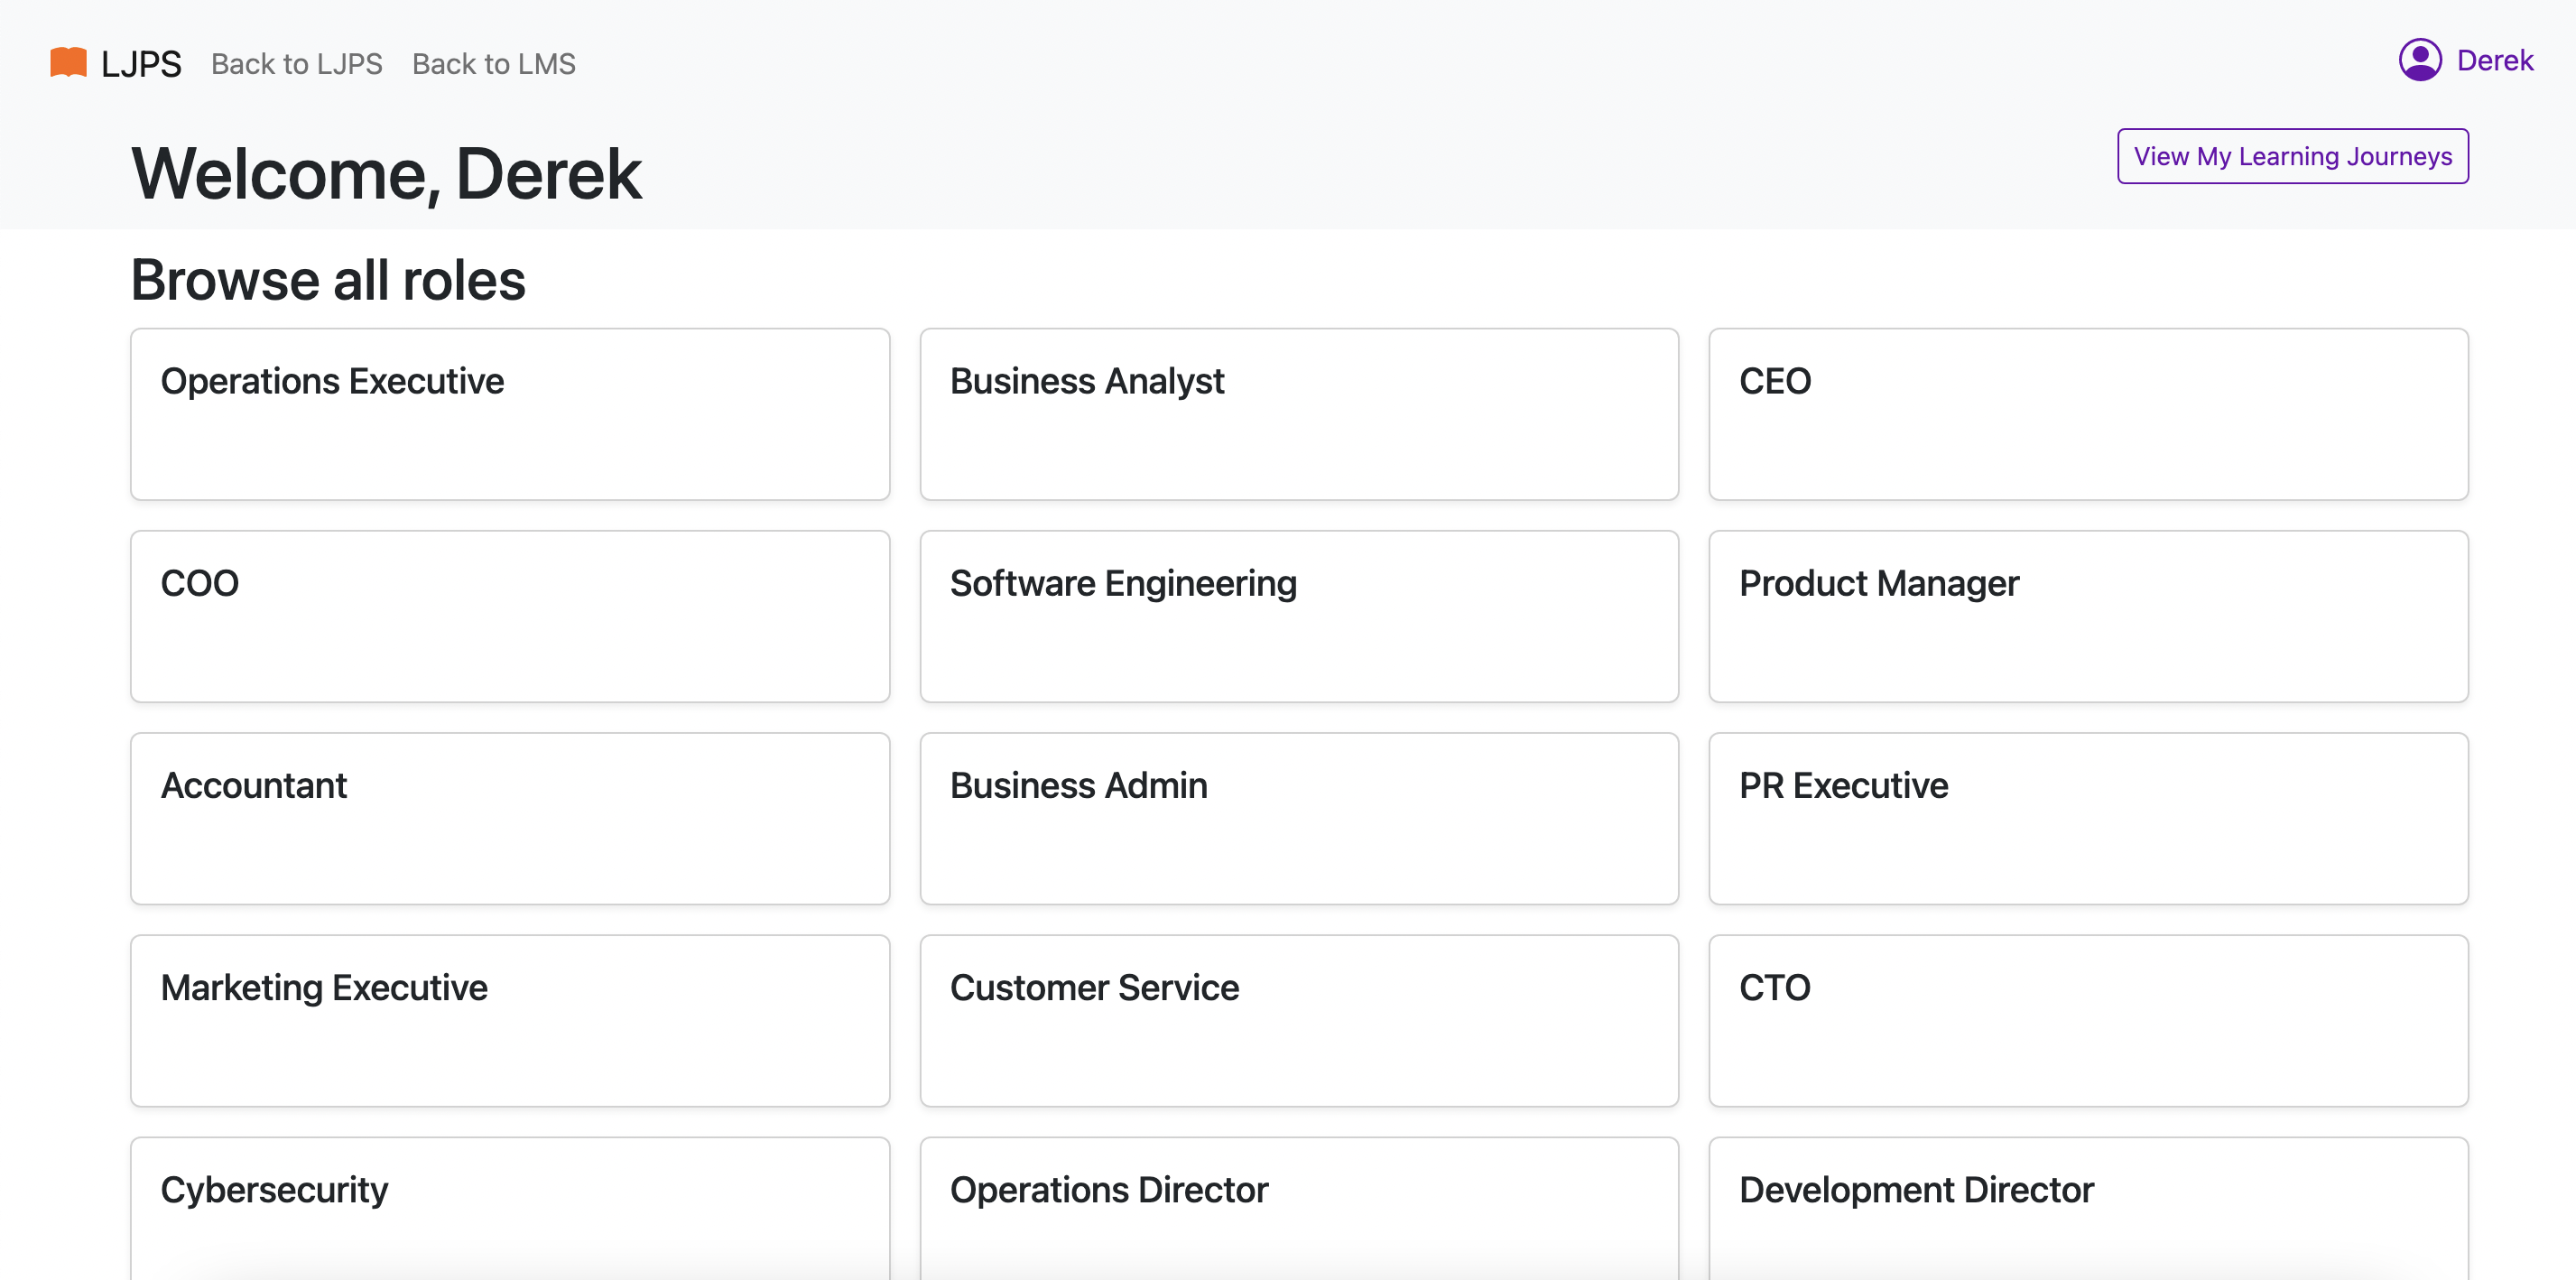 LJPS Back to LJPS Back to LMS Derek
Welcome, Derek View My Learning Journeys
Browse all roles
Operations Executive Business Analyst CEO
COO Software Engineering Product Manager
Accountant Business Admin PR Executive
Marketing Executive Customer Service CTO
Cybersecurity Operations Director Development Director